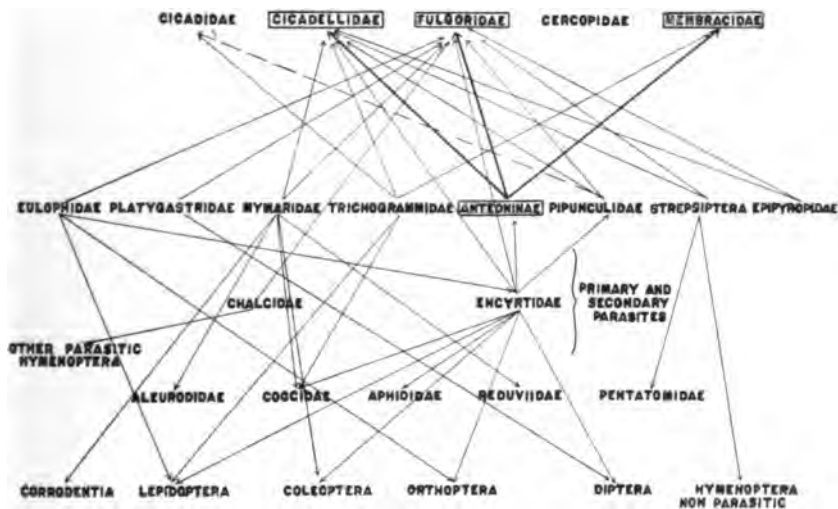 CICADIDAE CICADELLIDAE FULGORIDAE CERCOPIDAE MEMBRACIDAE
EULOPHIDAE PLATYGASTRIDAE MYMARIDAE TRICHOGRAMMIDAE ANTEONINAE PIPUNCULIDAE STREPSIPTERA EPIPYROPIDAE
CHALCIDAE ENCYRTIDAE PRIMARY AND
SECONDARY
PARASITES
OTHER PARASITIC
HYMENOPTERA
ALEURODIDAE COCCIDAE APHIDIDAE REDUVIIDAE PENTATOMIDAE
CORRODENTIA LEPIDOPTERA COLEOPTERA ORTHOPTERA DIPTERA HYMENOPTERA
NON PARASITIC